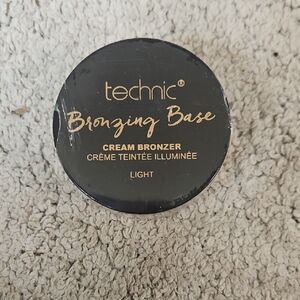 technic®
Bronzing Base
CREAM BRONZER
CRÈME TEINTÉE ILLUMINÉE
LIGHT